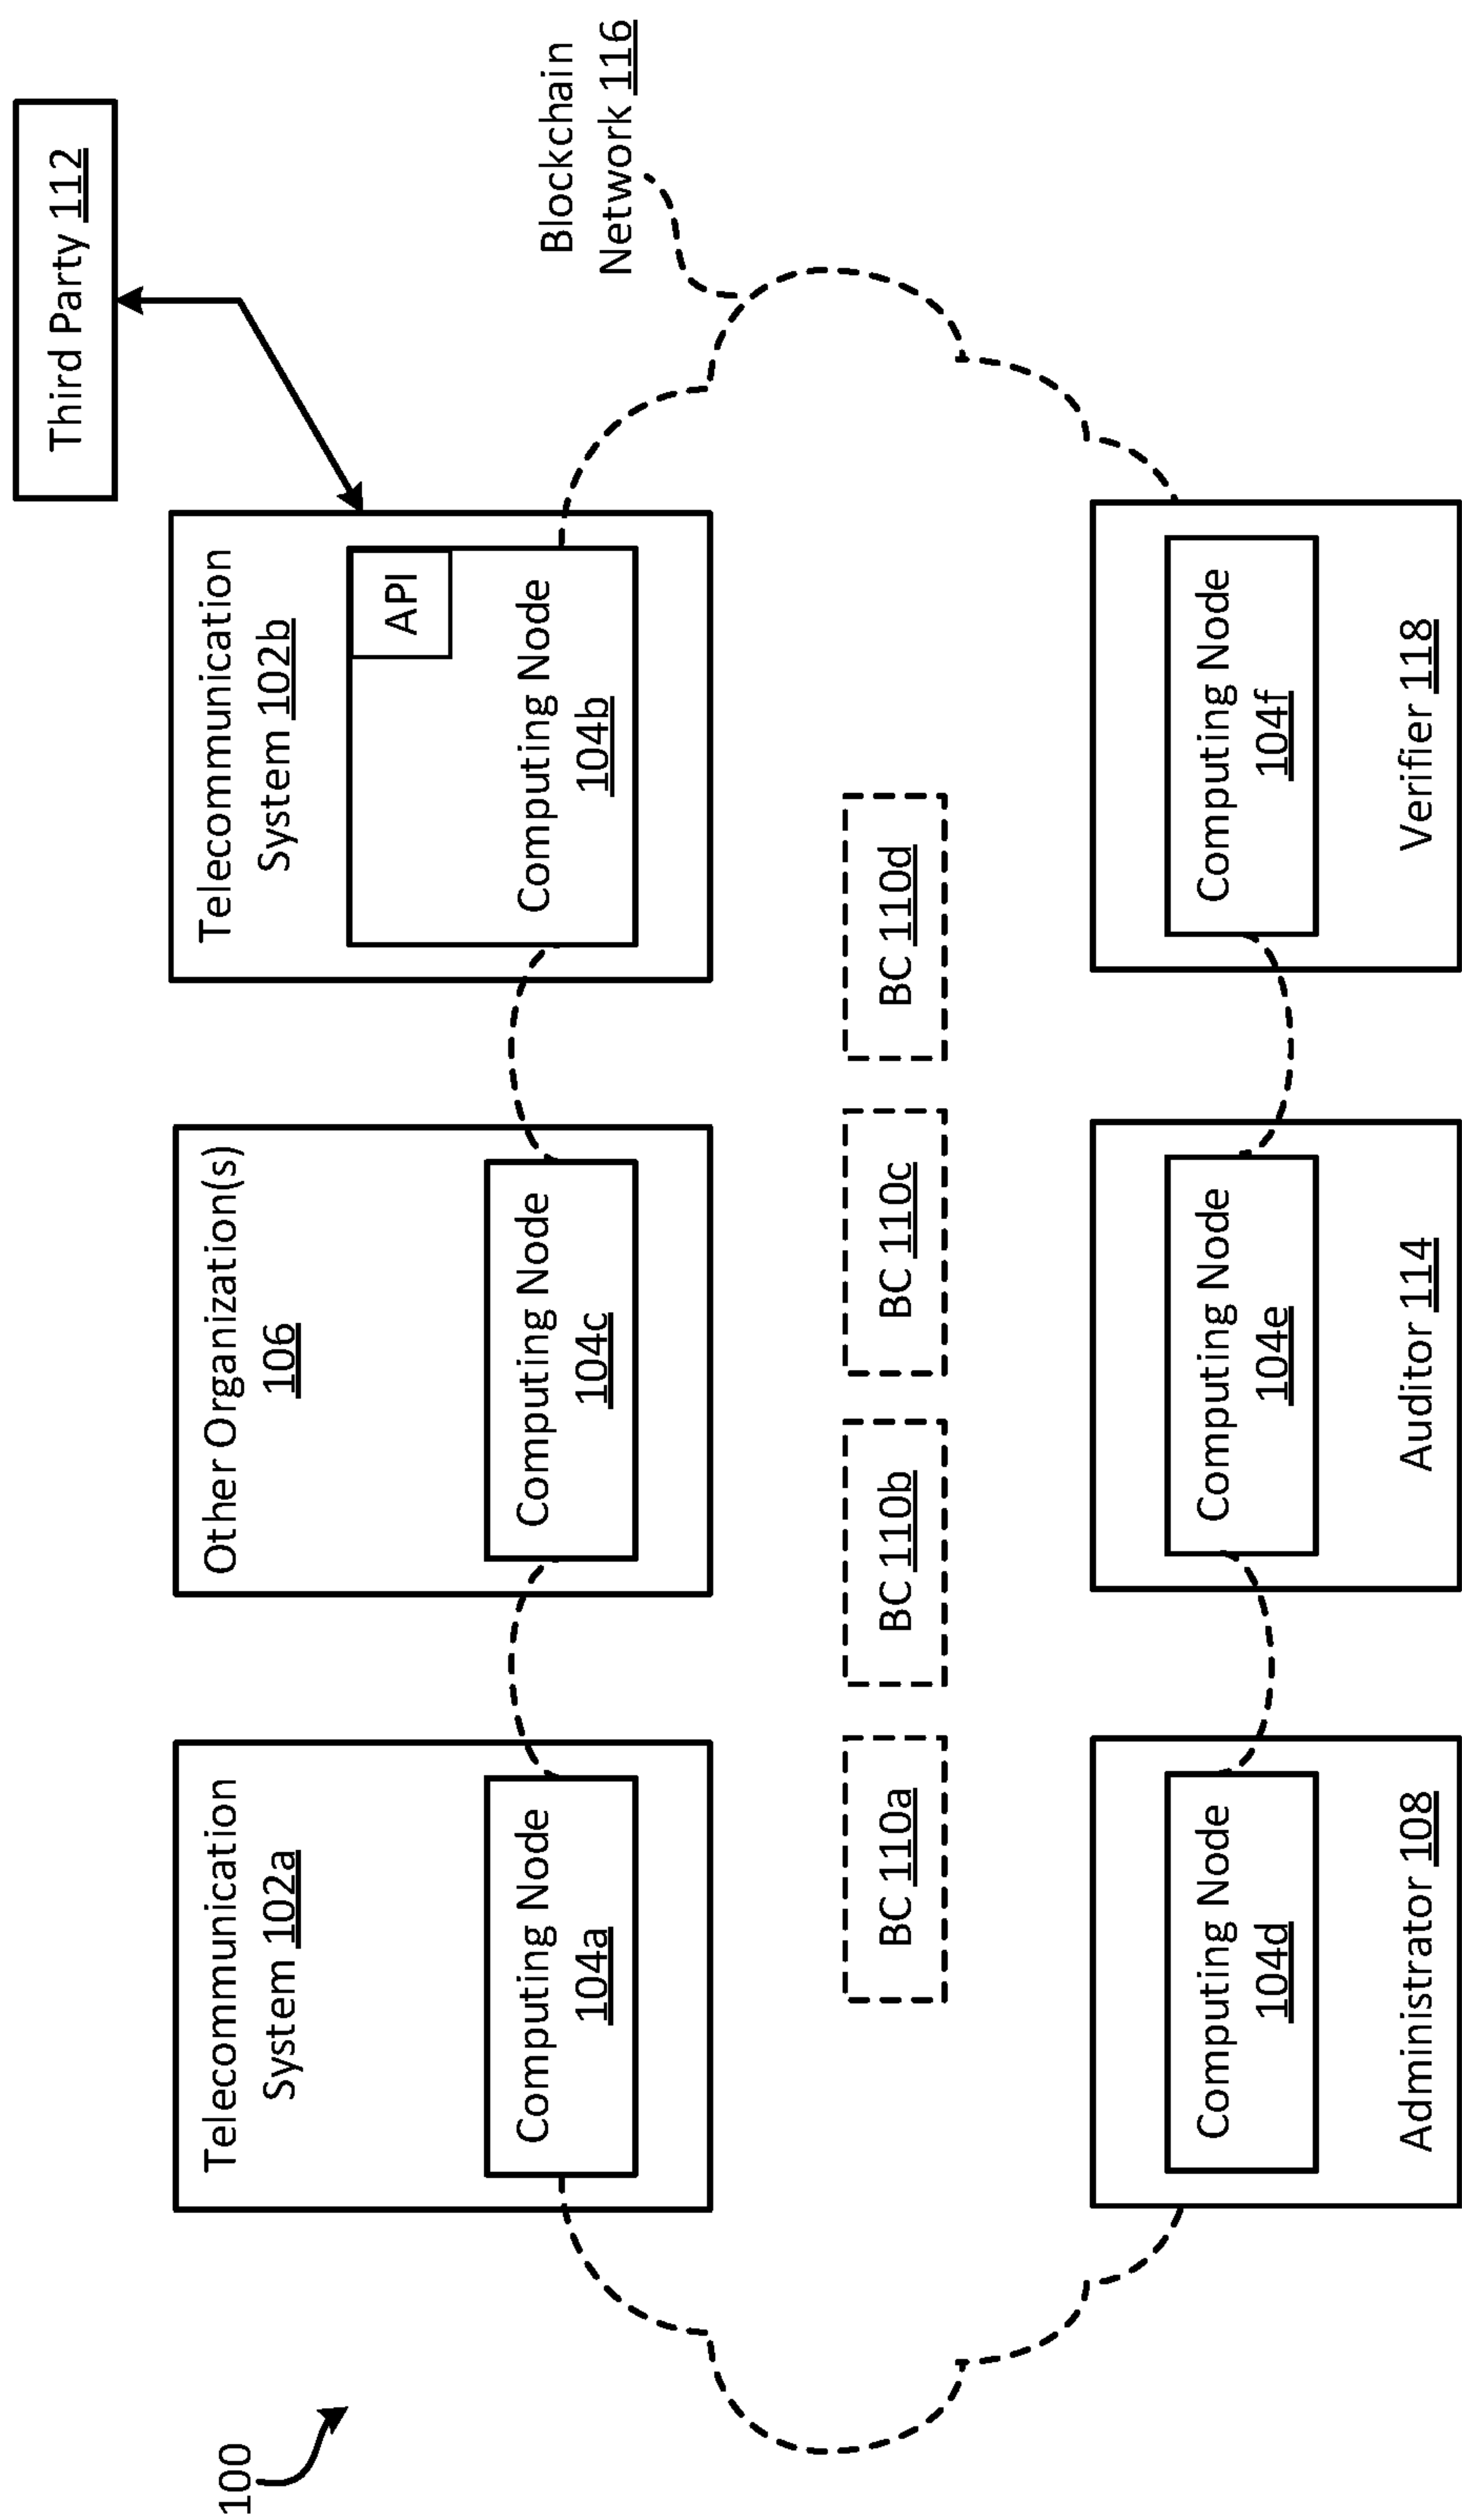 100
Third Party 112
Telecommunication
System 102a
Computing Node
104a
Other Organization(s)
106
Computing Node
104c
Telecommunication
System 102b
API
Computing Node
104b
Blockchain
Network 116
BC 110a
BC 110b
BC 110c
BC 110d
Computing Node
104d
Administrator 108
Computing Node
104e
Auditor 114
Computing Node
104f
Verifier 118